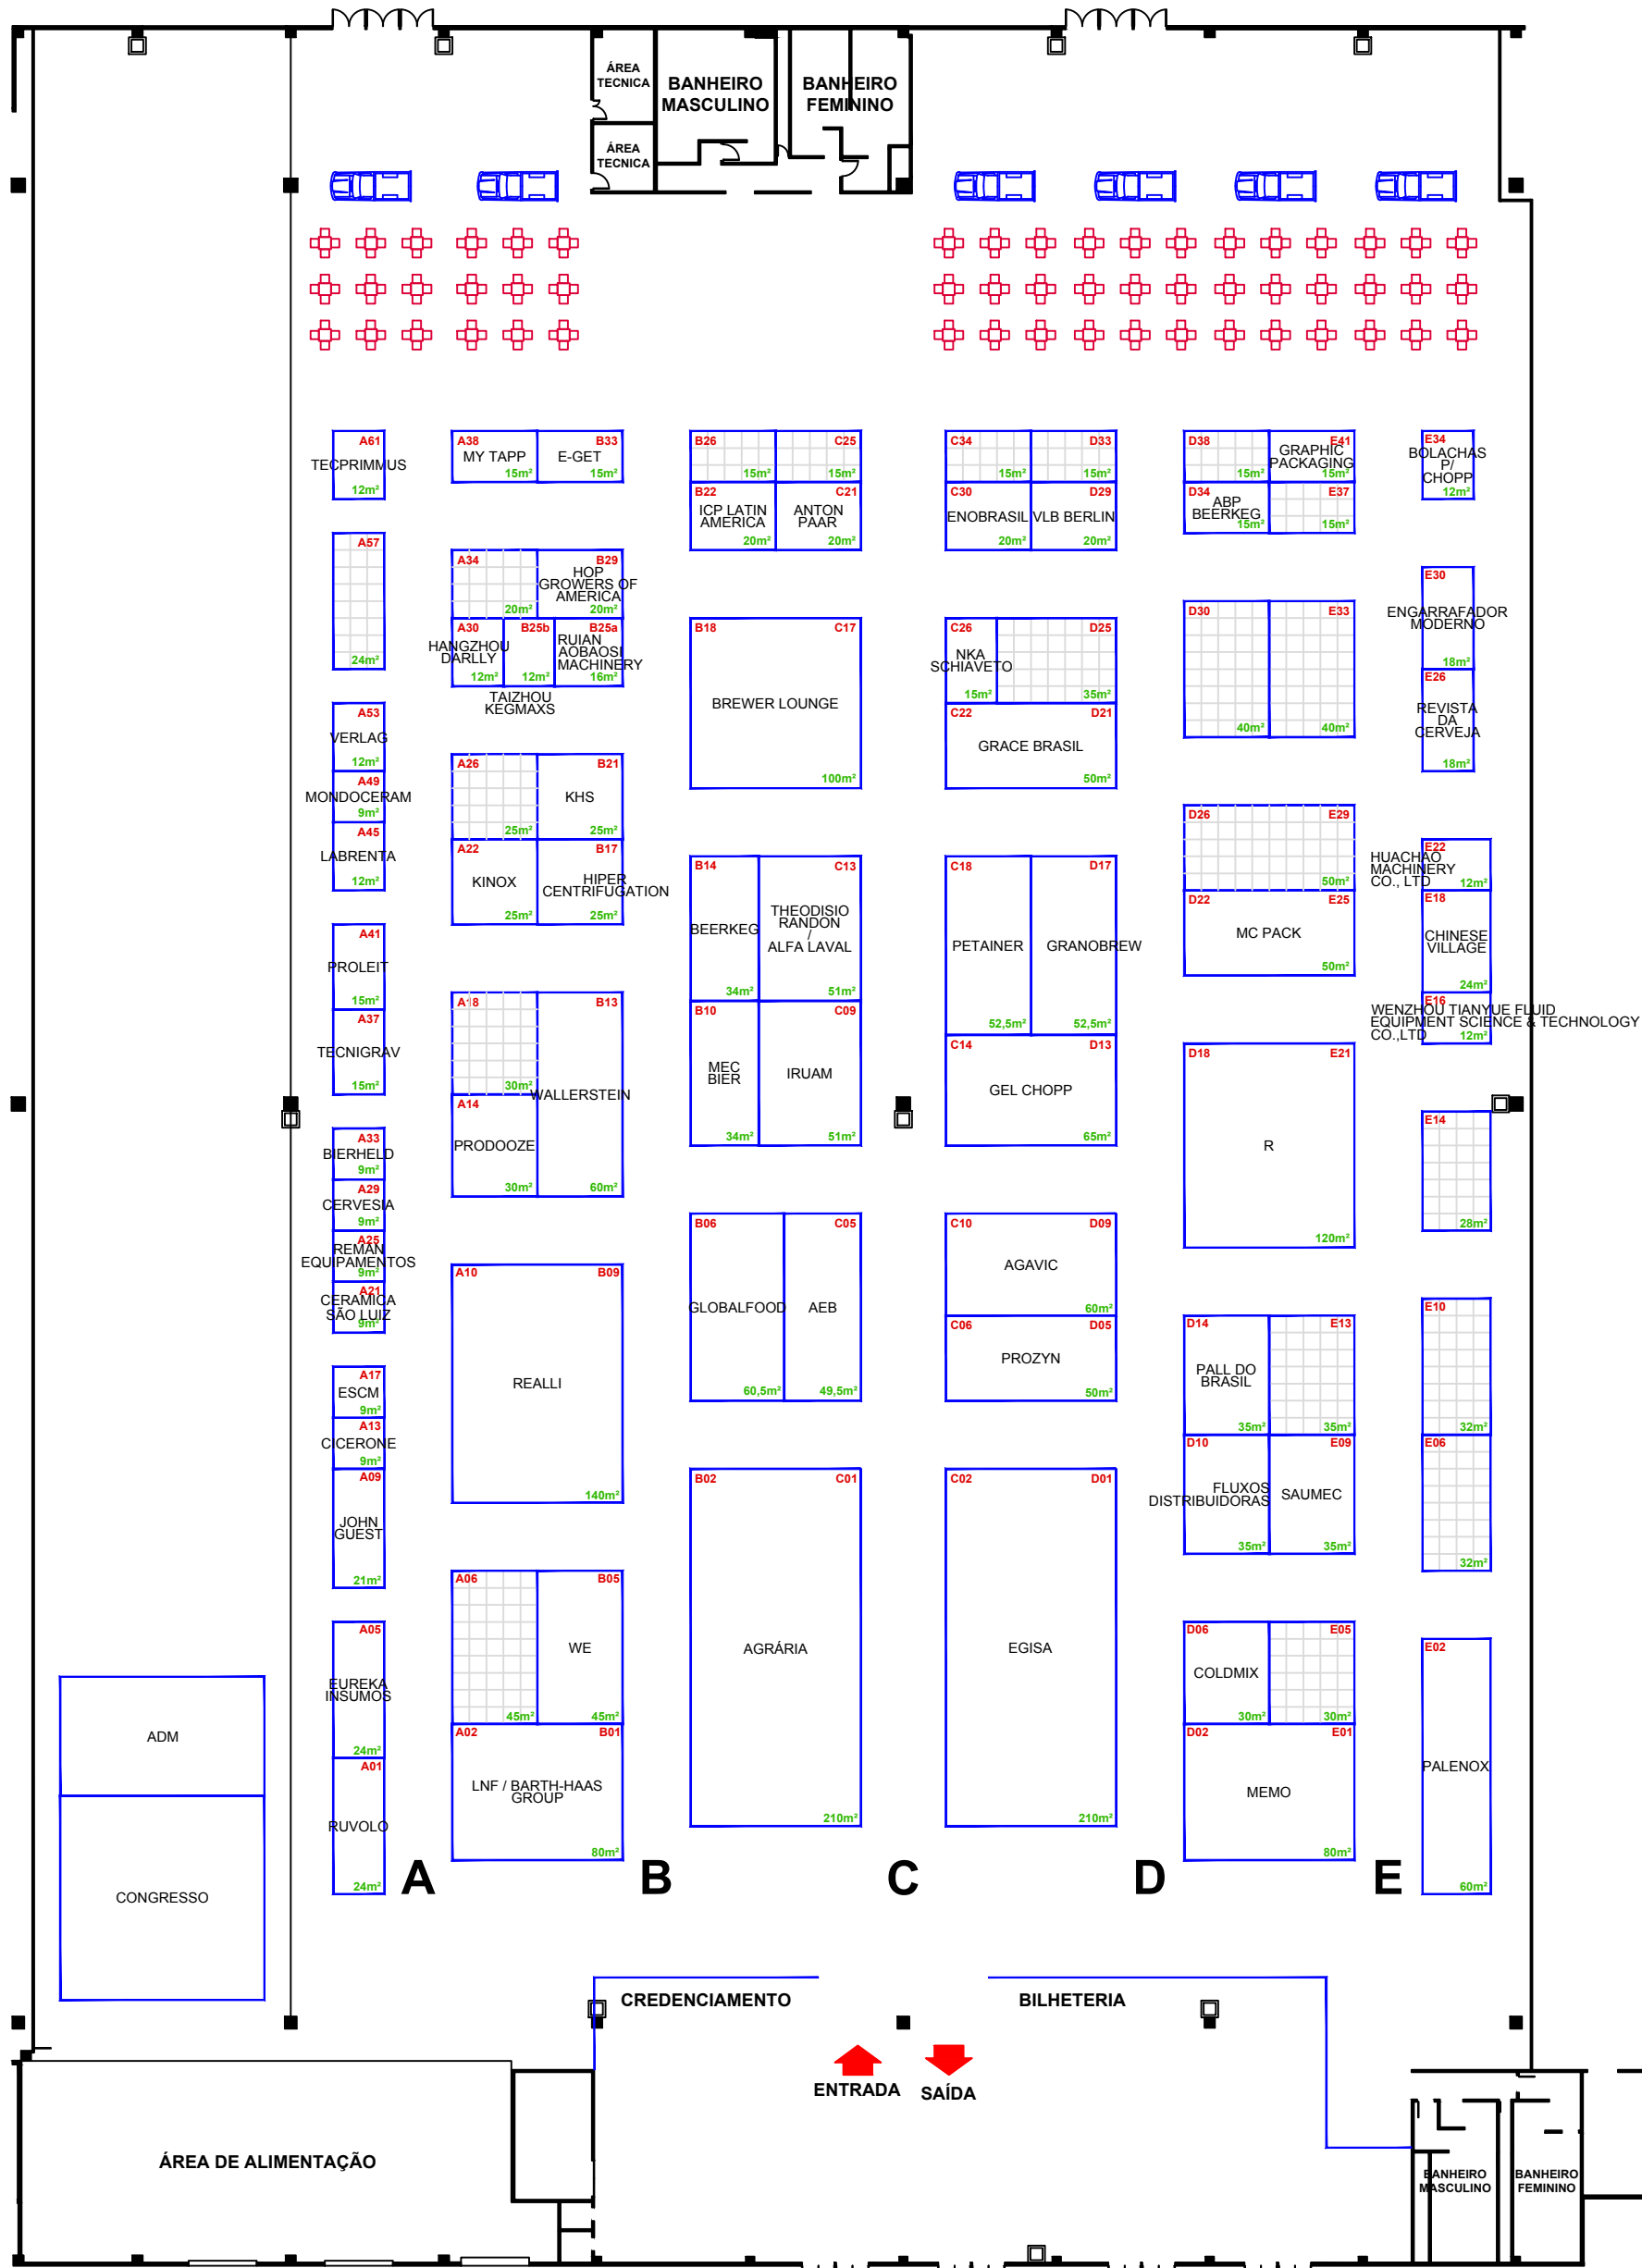 ÁREA
TECNICA
BANHEIRO
MASCULINO
BANHEIRO
FEMININO
ÁREA
TECNICA
A61
TECPRIMMUS
12m²
A57
24m²
A53
VERLAG
12m²
A49
MONDOCERAM
9m²
A45
LABRENTA
12m²
A41
PROLEIT
15m²
A37
TECNIGRAV
15m²
A33
BIERHELD
9m²
A29
CERVESIA
9m²
A25
REMAN
EQUIPAMENTOS
9m²
A21
CERAMICA
SÃO LUIZ
9m²
A17
ESCM
9m²
A13
CICERONE
9m²
A09
JOHN
GUEST
21m²
A05
EUREKA
INSUMOS
24m²
A01
RUVOLO
24m²
A38
MY TAPP
15m²
B33
E-GET
15m²
A34
20m²
B29
HOP
GROWERS OF
AMERICA
20m²
A30
HANGZHOU
DARLLY
12m²
B25b
12m²
TAIZHOU
KEGMAXS
B25a
RUIAN
AOBAOSI
MACHINERY
16m²
A26
25m²
B21
KHS
25m²
A22
KINOX
25m²
B17
HIPER
CENTRIFUGATION
25m²
A18
30m²
B13
WALLERSTEIN
60m²
A14
PRODOOZE
30m²
A10 B09
REALLI
140m²
A06
45m²
B05
WE
45m²
A02 B01
LNF / BARTH-HAAS
GROUP
80m²
B26
15m²
C25
15m²
B22
ICP LATIN
AMERICA
20m²
C21
ANTON
PAAR
20m²
B18 C17
BREWER LOUNGE
100m²
B14
BEERKEG
34m²
C13
THEODISIO
RANDON
/
ALFA LAVAL
51m²
B10
MEC
BIER
34m²
C09
IRUAM
51m²
B06
GLOBALFOOD
60,5m²
C05
AEB
49,5m²
B02 C01
AGRÁRIA
210m²
C34
15m²
D33
15m²
C30
ENOBRASIL
20m²
D29
VLB BERLIN
20m²
C26
NKA
SCHIAVETO
15m²
D25
35m²
C22 D21
GRACE BRASIL
50m²
C18
PETAINER
52,5m²
D17
GRANOBREW
52,5m²
C14 D13
GEL CHOPP
65m²
C10 D09
AGAVIC
60m²
C06 D05
PROZYN
50m²
C02 D01
EGISA
210m²
D38
15m²
E41
GRAPHIC
PACKAGING
15m²
D34
ABP
BEERKEG
15m²
E37
15m²
D30
40m²
E33
40m²
D26 E29
50m²
D22 E25
MC PACK
50m²
D18 E21
R
120m²
D14
PALL DO
BRASIL
35m²
E13
35m²
D10
FLUXOS
DISTRIBUIDORAS
35m²
E09
SAUMEC
35m²
D06
COLDMIX
30m²
E05
30m²
D02 E01
MEMO
80m²
E34
BOLACHAS
P/
CHOPP
12m²
E30
ENGARRAFADOR
MODERNO
18m²
E26
REVISTA
DA
CERVEJA
18m²
E22
HUACHAO
MACHINERY
CO., LTD
12m²
E18
CHINESE
VILLAGE
24m²
E16
WENZHOU TIANYUE FLUID
EQUIPMENT SCIENCE & TECHNOLOGY
CO.,LTD
12m²
E14
28m²
E10
32m²
E06
32m²
E02
PALENOX
60m²
ADM
CONGRESSO
A B C D E
CREDENCIAMENTO
BILHETERIA
ENTRADA
SAÍDA
ÁREA DE ALIMENTAÇÃO
BANHEIRO
MASCULINO
BANHEIRO
FEMININO